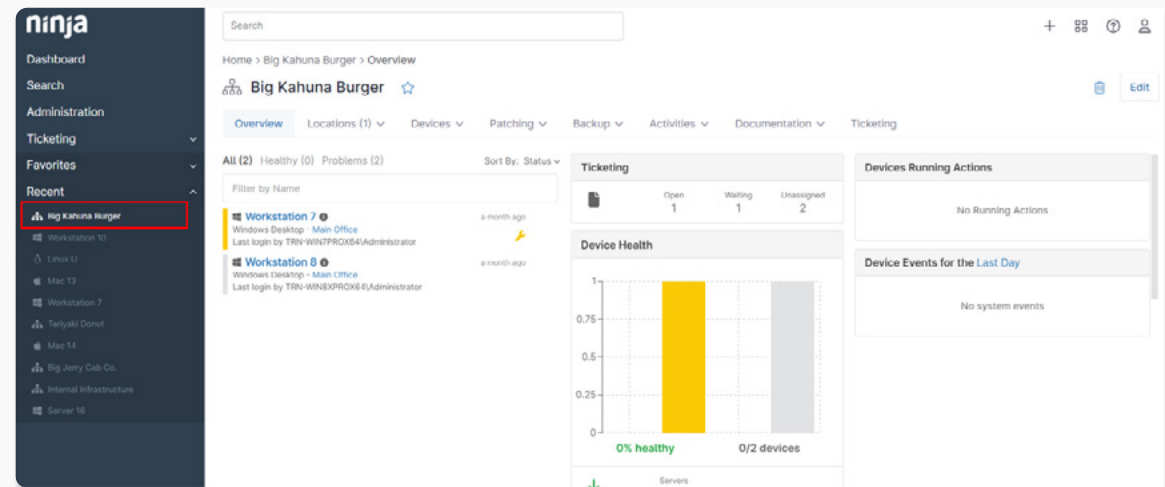 ninja
Dashboard
Search
Administration
Ticketing
Favorites
Recent
Big Kahuna Burger
Workstation 10
Linux U
Mac 13
Workstation 7
Teriyaki Donut
Mac 14
Big Jerry Cab Co.
Internal Infrastructure
Server 16
Search
Home > Big Kahuna Burger > Overview
Big Kahuna Burger
Edit
Overview Locations (1) Devices Patching Backup Activities Documentation Ticketing
All (2) Healthy (0) Problems (2) Sort By: Status
Filter by Name
Workstation 7 a month ago
Windows Desktop - Main Office
Last login by TRN-WIN7PROX64\Administrator
Workstation 8 a month ago
Windows Desktop - Main Office
Last login by TRN-WIN8XPROX64\Administrator
Ticketing
Open Waiting Unassigned
1 1 2
Device Health
1
0.75
0.5
0.25
0
0% healthy 0/2 devices
Servers
Devices Running Actions
No Running Actions
Device Events for the Last Day
No system events